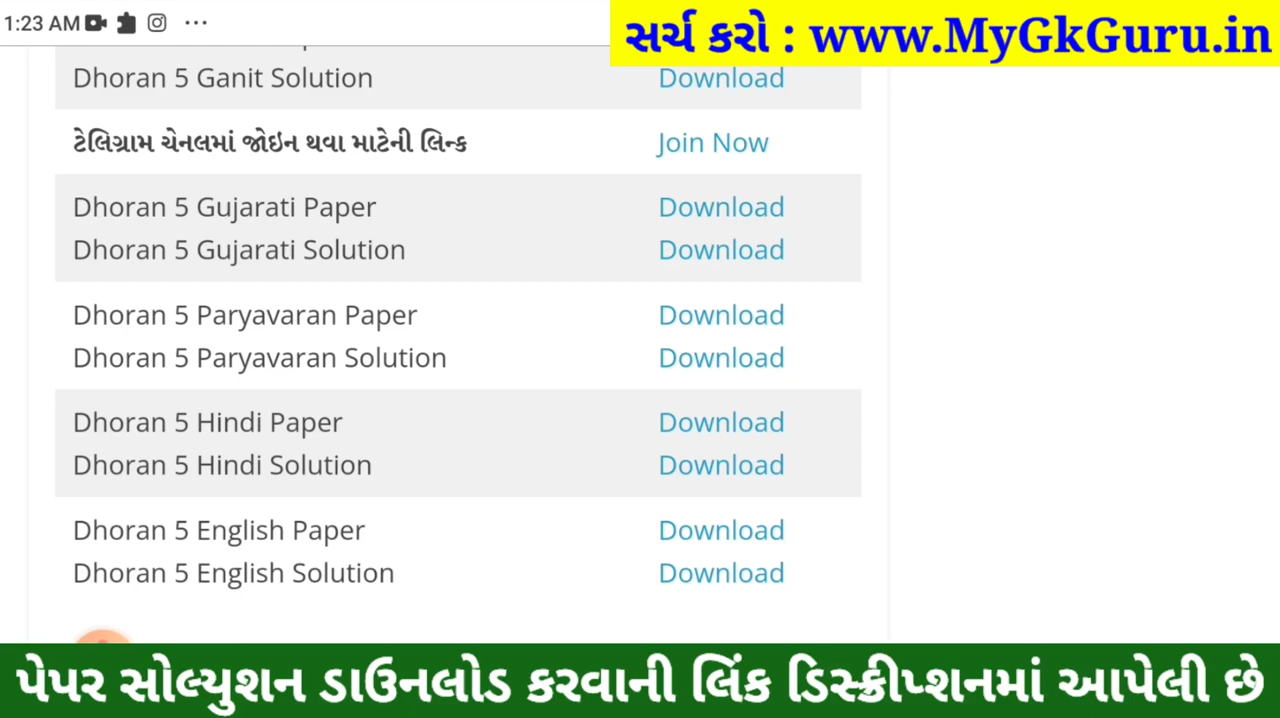 1:23 AM
સર્ચ કરો : www.MyGkGuru.in
Dhoran 5 Ganit Solution Download
ટેલિગ્રામ ચેનલમાં જોઇન થવા માટેની લિન્ક Join Now
Dhoran 5 Gujarati Paper Download
Dhoran 5 Gujarati Solution Download
Dhoran 5 Paryavaran Paper Download
Dhoran 5 Paryavaran Solution Download
Dhoran 5 Hindi Paper Download
Dhoran 5 Hindi Solution Download
Dhoran 5 English Paper Download
Dhoran 5 English Solution Download
પેપર સોલ્યુશન ડાઉનલોડ કરવાની લિંક ડિસ્ક્રીપ્શનમાં આપેલી છે